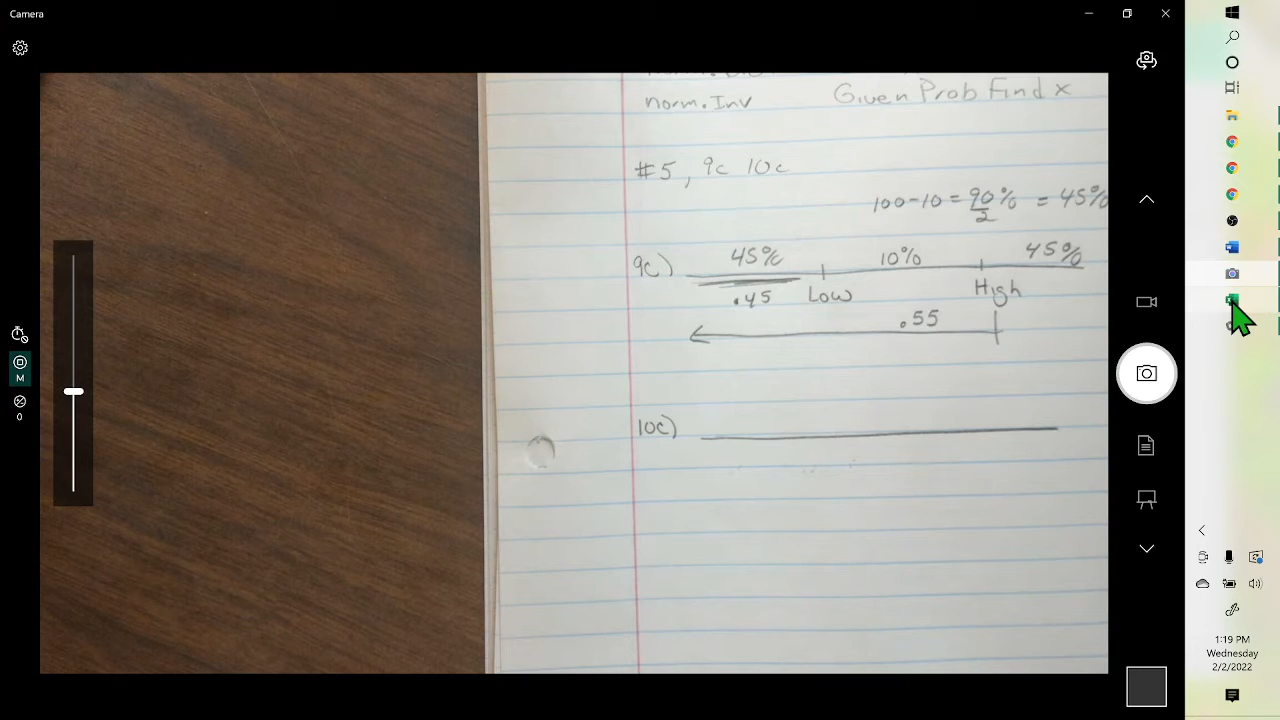 Camera
norm.Inv Given Prob Find x
#5, 9c 10c
100-10 = 90% = 45%
2
9c) 45% 10% 45%
.45 Low High
.55
10c)
M
0
1:19 PM
Wednesday
2/2/2022